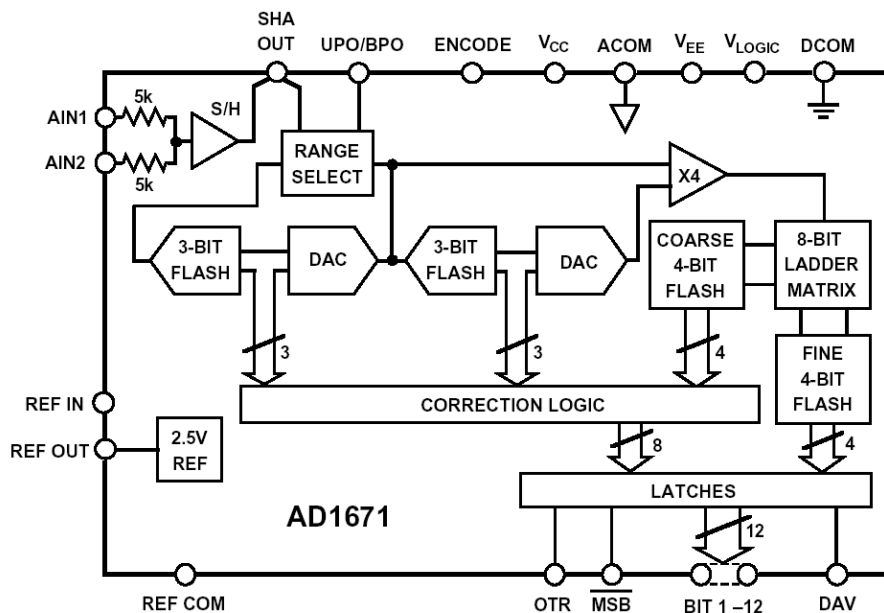 SHA
OUT
UPO/BPO
ENCODE
VCC
ACOM
VEE
VLOGIC
DCOM
5k
S/H
AIN1
AIN2
5k
RANGE
SELECT
X4
3-BIT
FLASH
DAC
3-BIT
FLASH
DAC
COARSE
4-BIT
FLASH
8-BIT
LADDER
MATRIX
3
3
4
FINE
4-BIT
FLASH
REF IN
CORRECTION LOGIC
REF OUT
2.5V
REF
8
4
LATCHES
AD1671
12
REF COM
OTR
MSB
BIT 1 –12
DAV